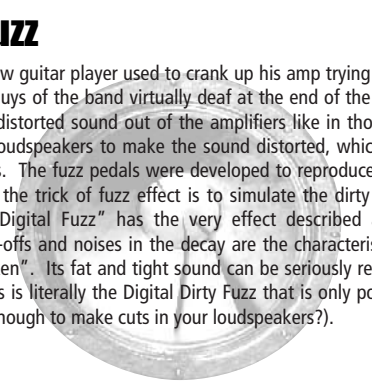 uzz
w guitar player used to crank up his amp trying
uys of the band virtually deaf at the end of the
distorted sound out of the amplifiers like in tho
oudspeakers to make the sound distorted, whic
s. The fuzz pedals were developed to reproduce
the trick of fuzz effect is to simulate the dirty
Digital Fuzz” has the very effect described
-offs and noises in the decay are the characteris
en”. Its fat and tight sound can be seriously re
s is literally the Digital Dirty Fuzz that is only po
nough to make cuts in your loudspeakers?).